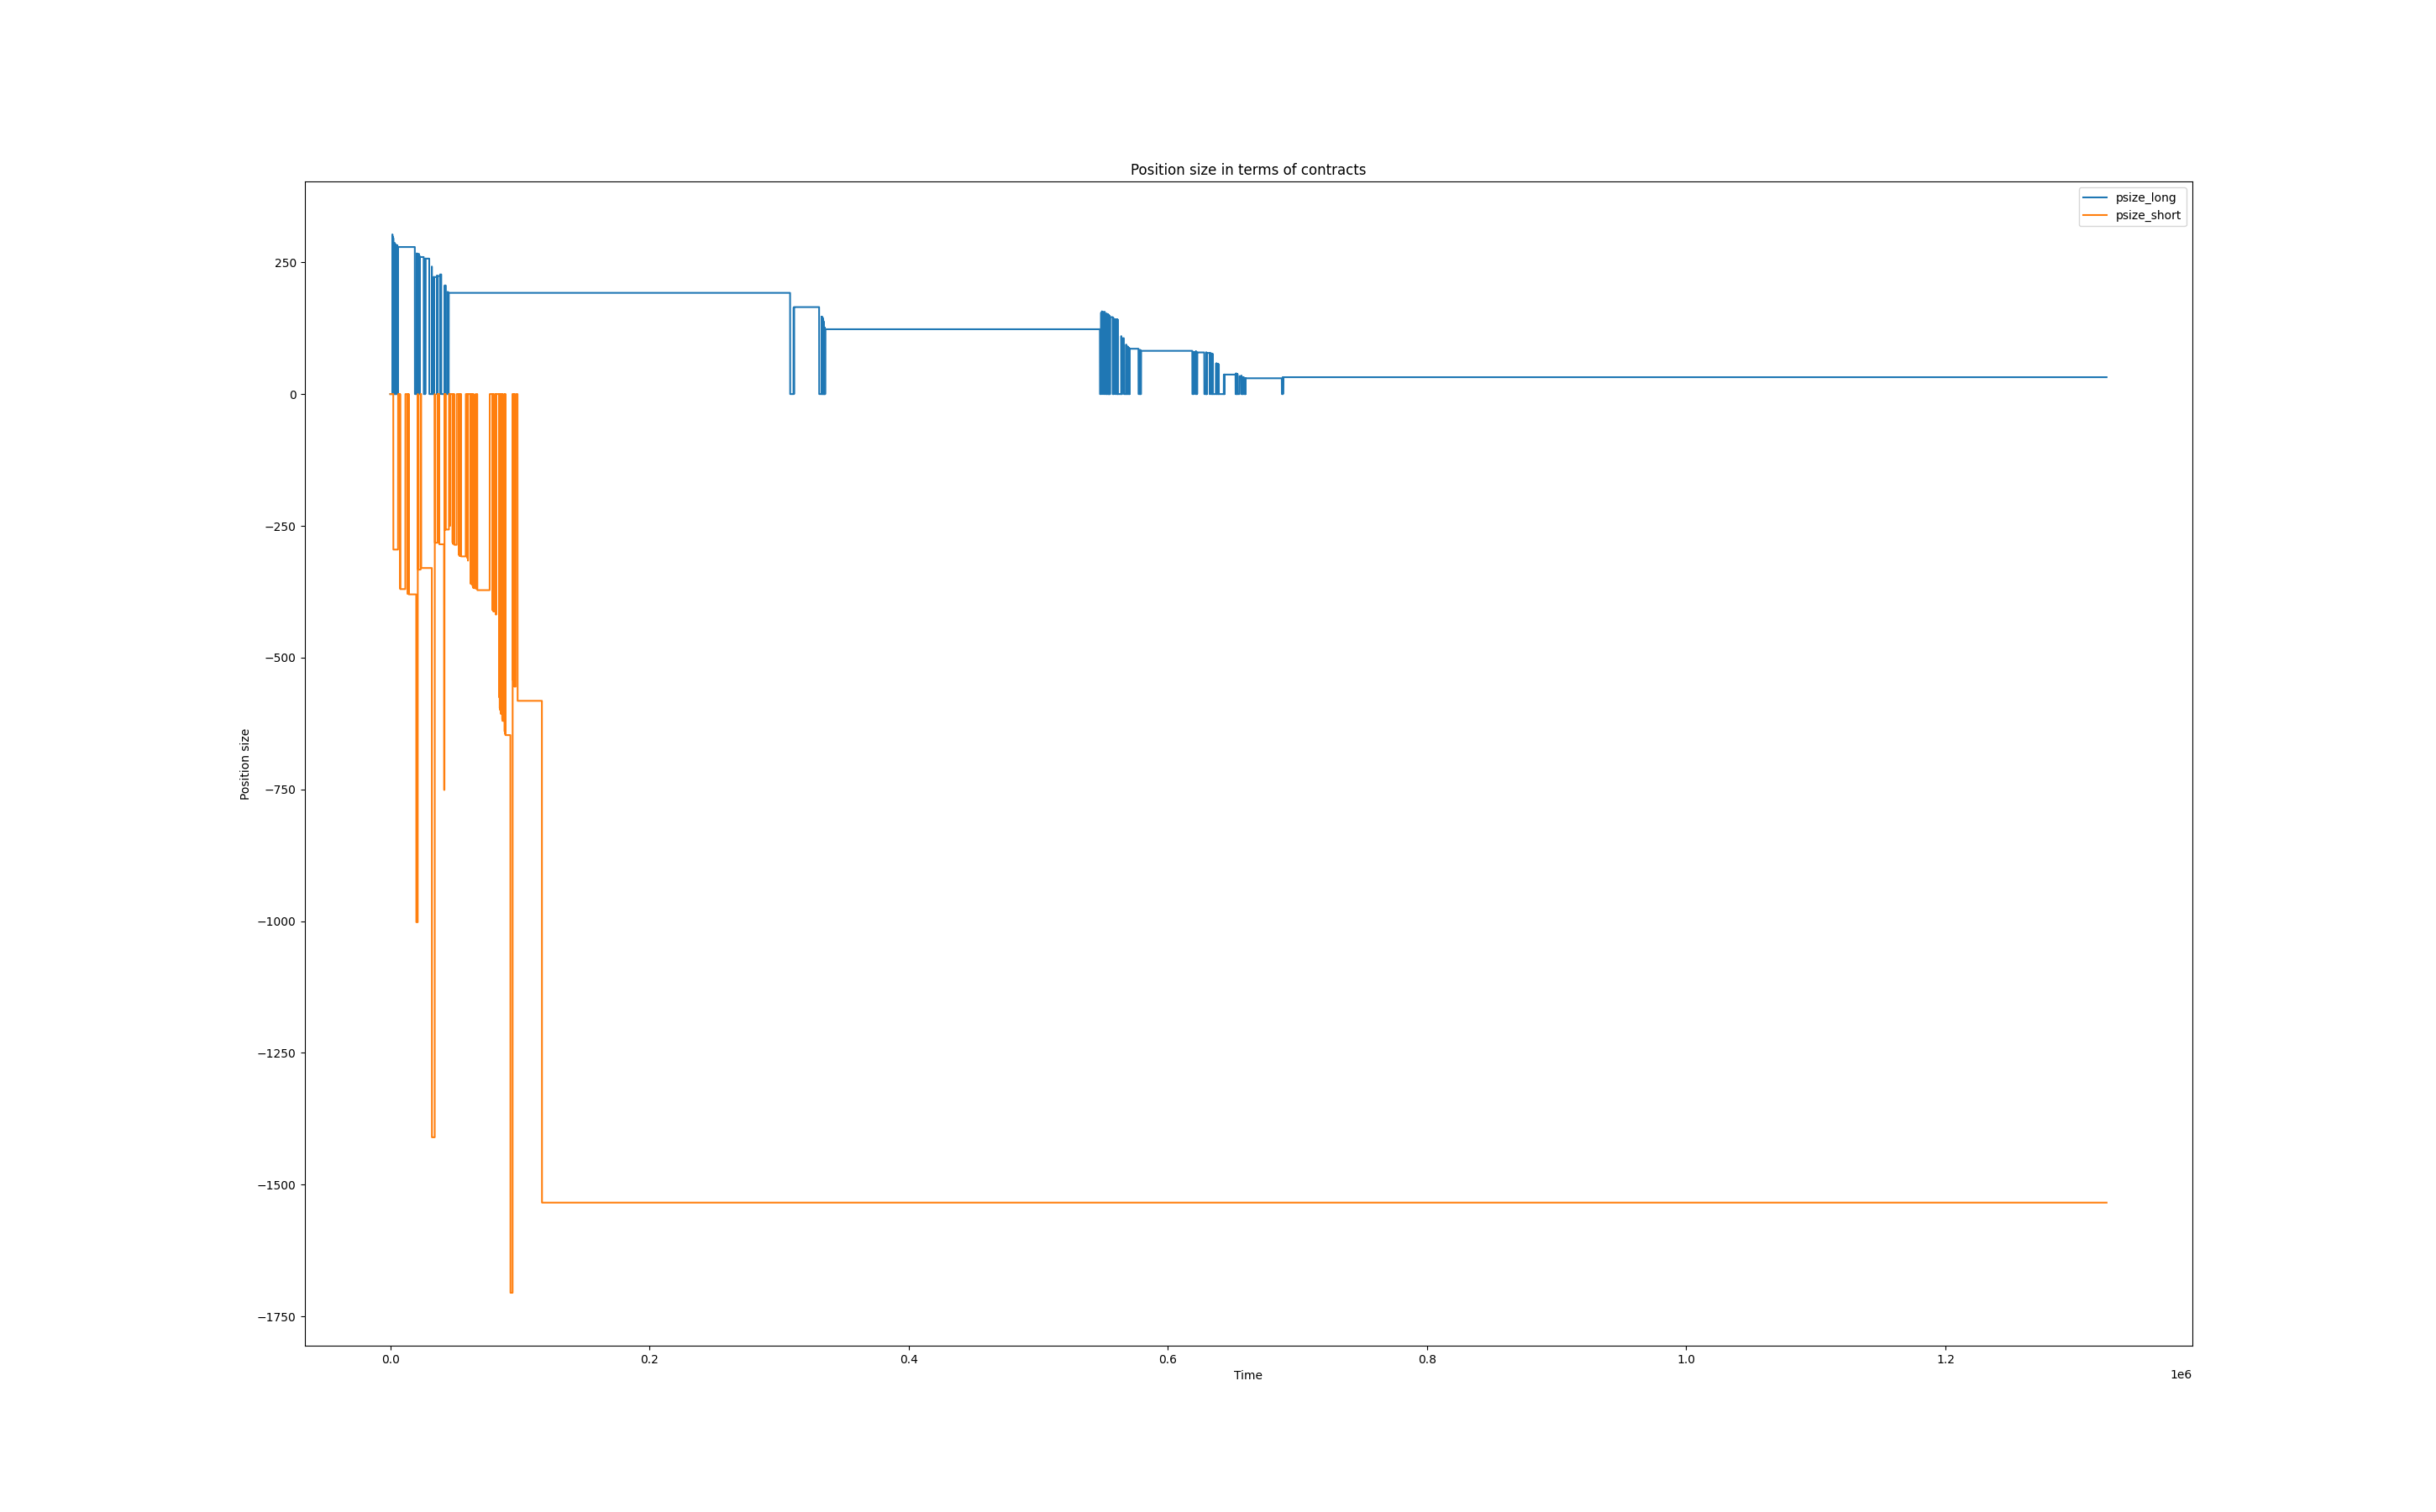 Position size in terms of contracts
psize_long
psize_short
250
0
−250
−500
−750
−1000
−1250
−1500
−1750
Position size
0.0 0.2 0.4 0.6 0.8 1.0 1.2
Time
1e6